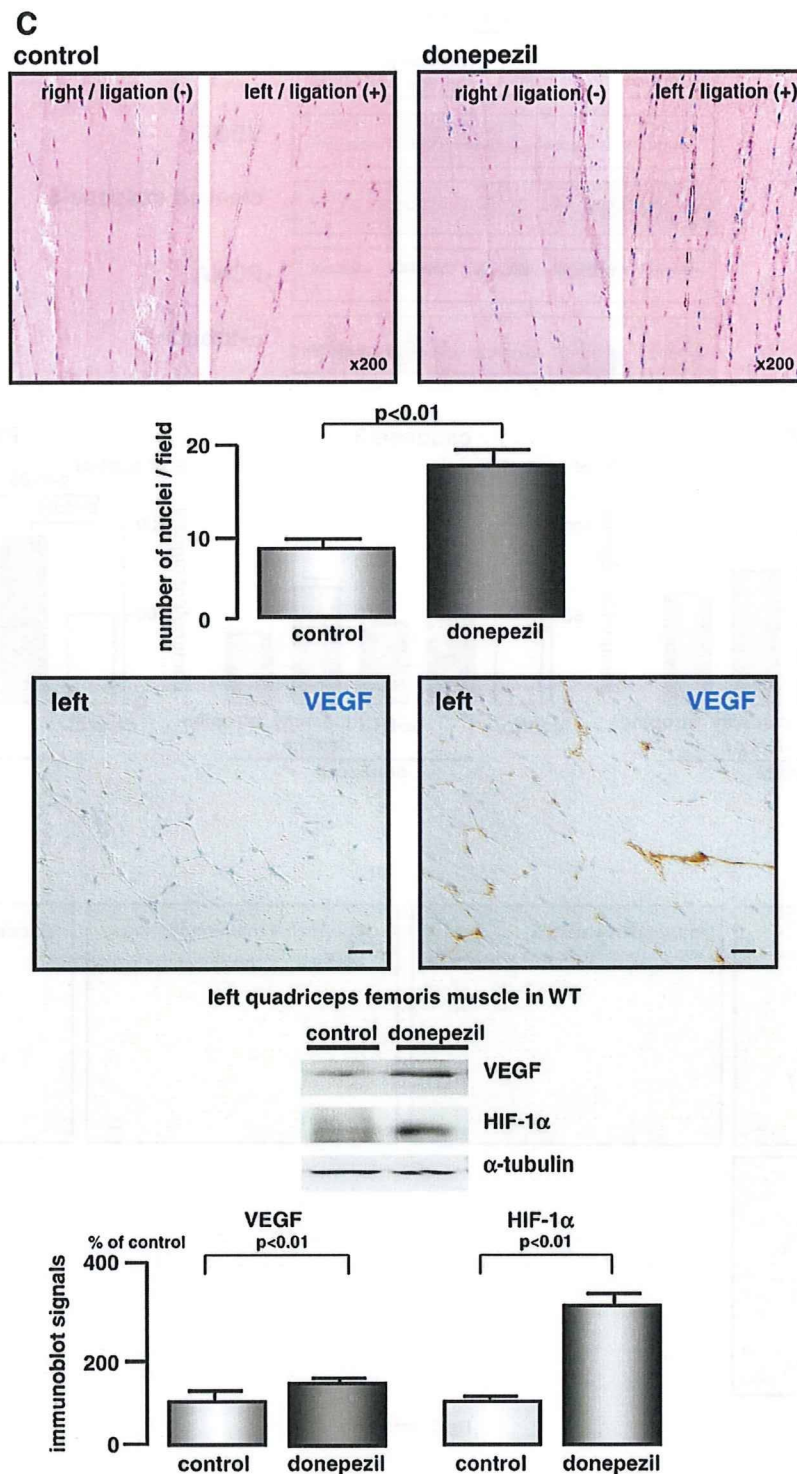 C
control donepezil
right / ligation (-) left / ligation (+) right / ligation (-) left / ligation (+)
x200 x200
p<0.01
20
10
0
number of nuclei / field
control donepezil
left VEGF left VEGF
left quadriceps femoris muscle in WT
control donepezil
VEGF
HIF-1α
α-tubulin
VEGF HIF-1α
% of control p<0.01 p<0.01
400
200
0
immunoblot signals
control donepezil control donepezil